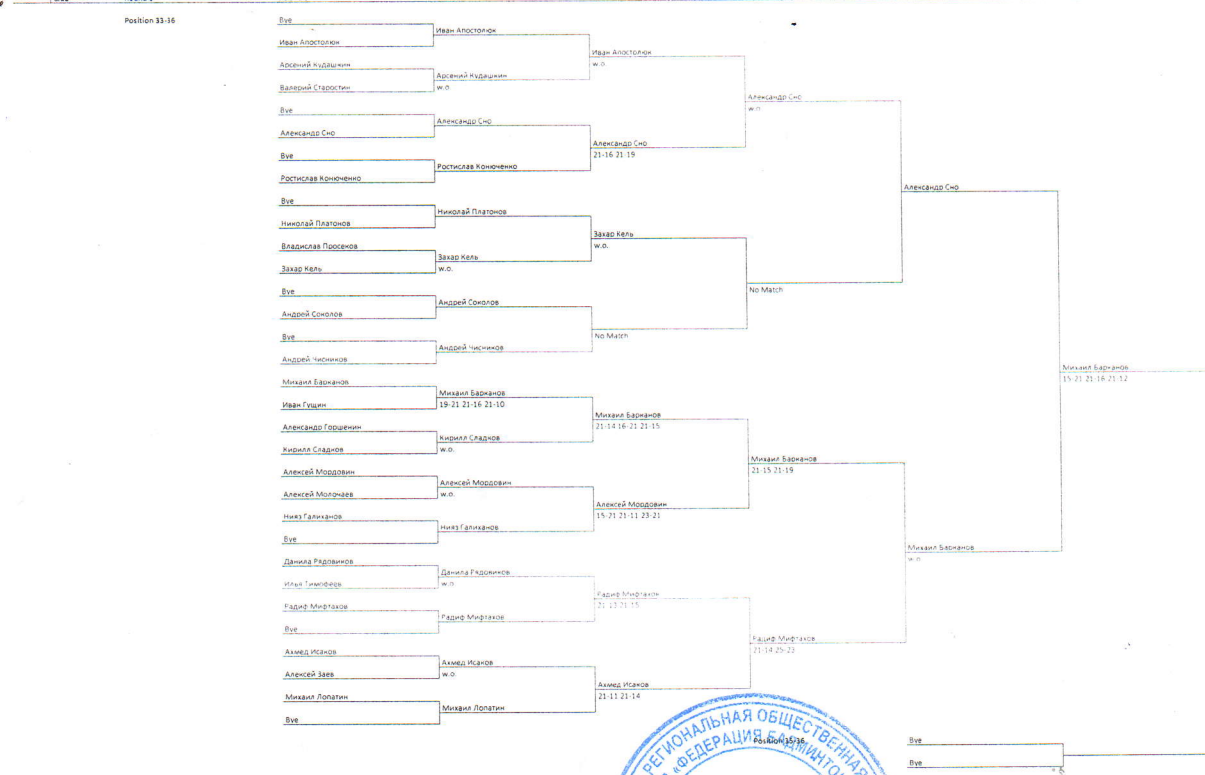 Position 33-36
Bye
Иван Апостолюк
Иван Апостолюк
Иван Апостолюк
w.o.
Арсений Кудашкин
Арсений Кудашкин
w.o.
Валерий Старостин
Александр Сно
w.o.
Bye
Александр Сно
Александр Сно
Александр Сно
21-16 21-19
Bye
Ростислав Конюченко
Ростислав Конюченко
Александр Сно
Bye
Николай Платонов
Николай Платонов
Захар Кель
w.o.
Владислав Просеков
Захар Кель
w.o.
Захар Кель
No Match
Bye
Андрей Соколов
Андрей Соколов
No Match
Bye
Андрей Чисников
Андрей Чисников
Михаил Барканов
15-21 21-16 21-12
Михаил Барканов
Михаил Барканов
19-21 21-16 21-10
Иван Гущин
Михаил Барканов
21-14 16-21 21-15
Александр Горшенин
Кирилл Сладков
w.o.
Кирилл Сладков
Михаил Барканов
21-15 21-19
Алексей Мордовин
Алексей Мордовин
w.o.
Алексей Молочаев
Алексей Мордовин
15-21 21-11 23-21
Нияз Галиханов
Нияз Галиханов
Bye
Михаил Барканов
w.o.
Данила Рядовиков
Данила Рядовиков
w.o.
Илья Тимофеев
Радиф Мифтахов
21-13 21-15
Радиф Мифтахов
Радиф Мифтахов
Bye
Радиф Мифтахов
21-14 25-23
Ахмед Исаков
Ахмед Исаков
w.o.
Алексей Заев
Ахмед Исаков
21-11 21-14
Михаил Лопатин
Михаил Лопатин
Bye
РЕГИОНАЛЬНАЯ ОБЩЕСТВЕННАЯ
«ФЕДЕРАЦИЯ БАДМИНТО
Position 35-36
Bye
Bye